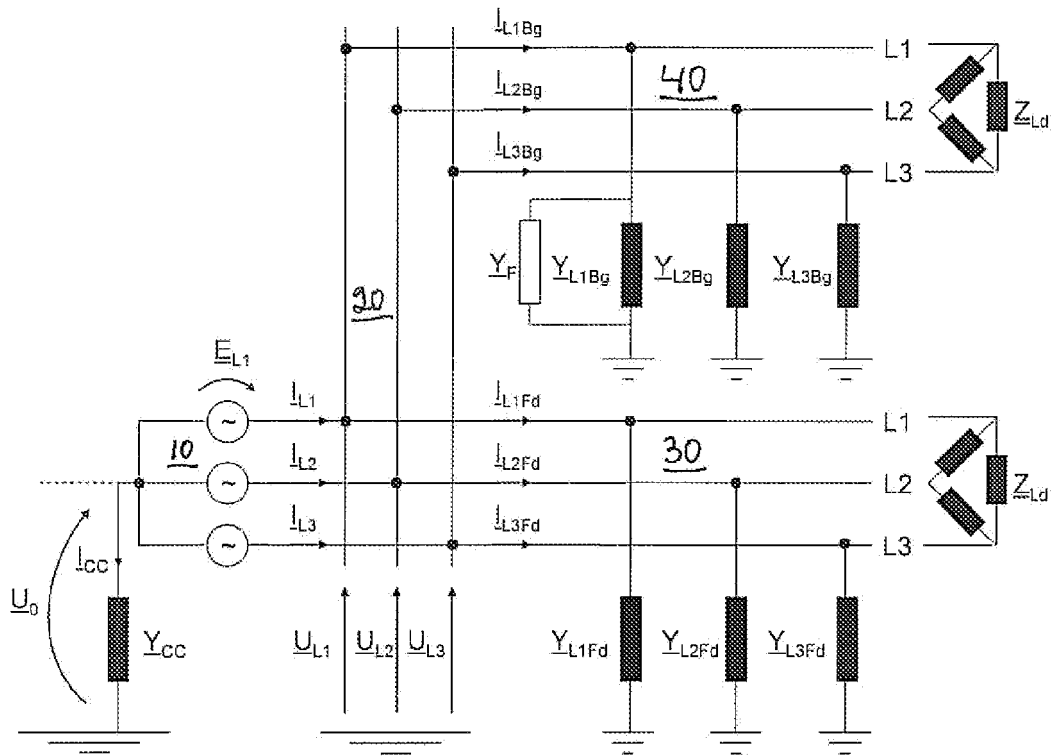 I_L1Bg
40
L1
I_L2Bg
L2
Z_Ld
I_L3Bg
L3
Y_F
Y_L1Bg
Y_L2Bg
Y_L3Bg
20
E_L1
I_L1
I_L1Fd
L1
10
I_L2
I_L2Fd
30
L2
Z_Ld
I_L3
I_L3Fd
L3
~
~
~
I_CC
U_0
Y_CC
U_L1
U_L2
U_L3
Y_L1Fd
Y_L2Fd
Y_L3Fd